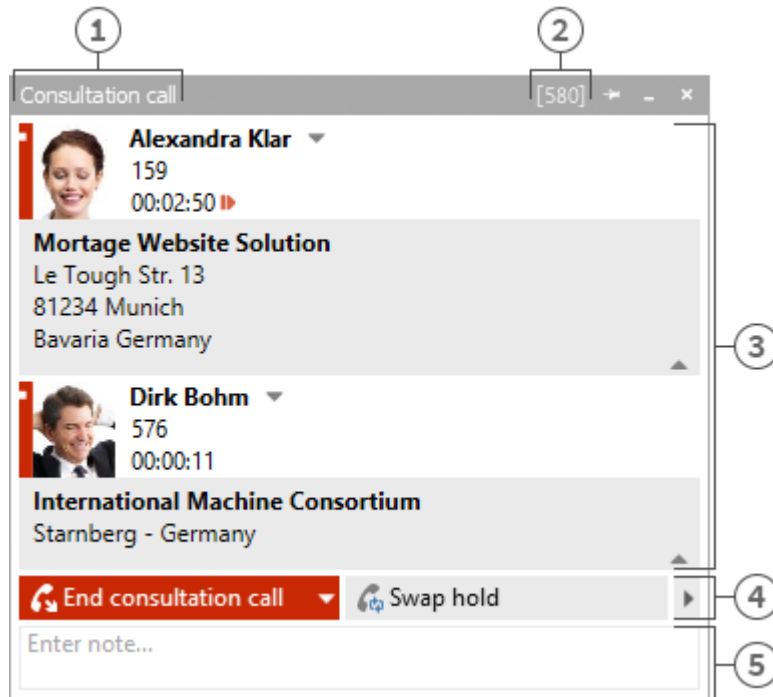 1
2
Consultation call [580]
Alexandra Klar
159
00:02:50
Mortage Website Solution
Le Tough Str. 13
81234 Munich
Bavaria Germany
3
Dirk Bohm
576
00:00:11
International Machine Consortium
Starnberg - Germany
End consultation call Swap hold
4
Enter note...
5